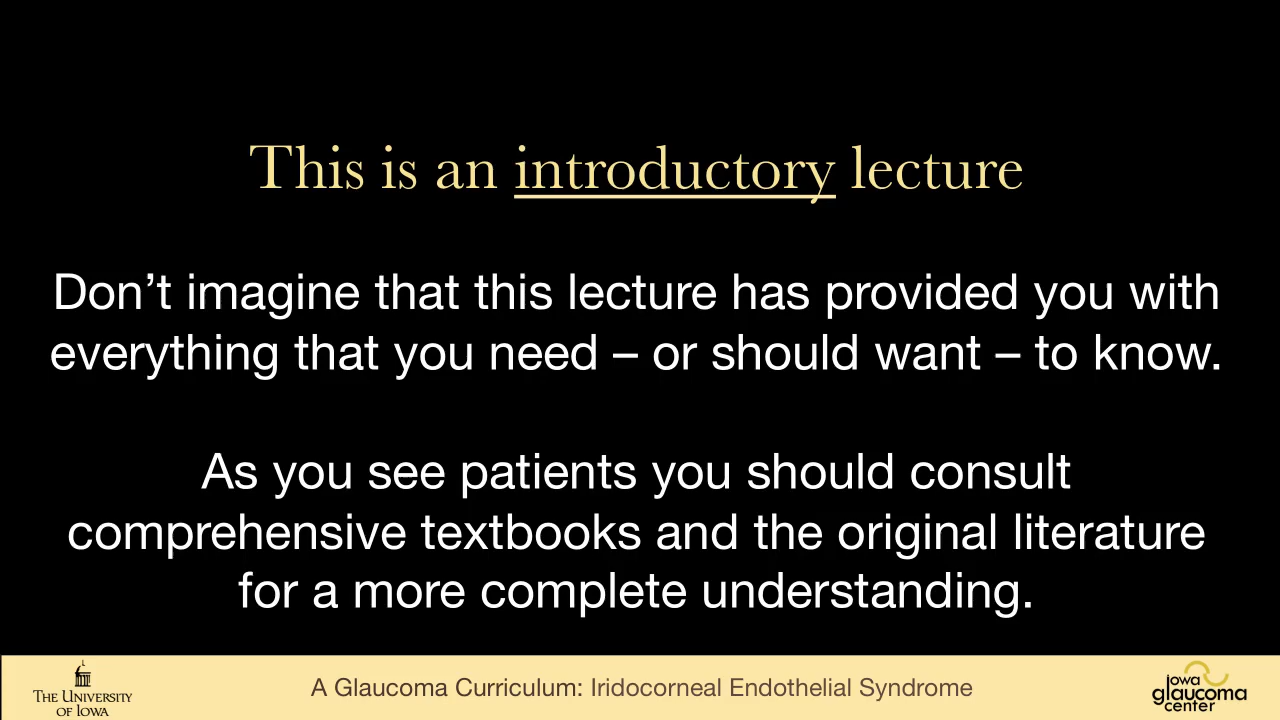 This is an introductory lecture
Don’t imagine that this lecture has provided you with
everything that you need – or should want – to know.
As you see patients you should consult
comprehensive textbooks and the original literature
for a more complete understanding.
THE UNIVERSITY
OF IOWA
A Glaucoma Curriculum: Iridocorneal Endothelial Syndrome
iowa
glaucoma
center